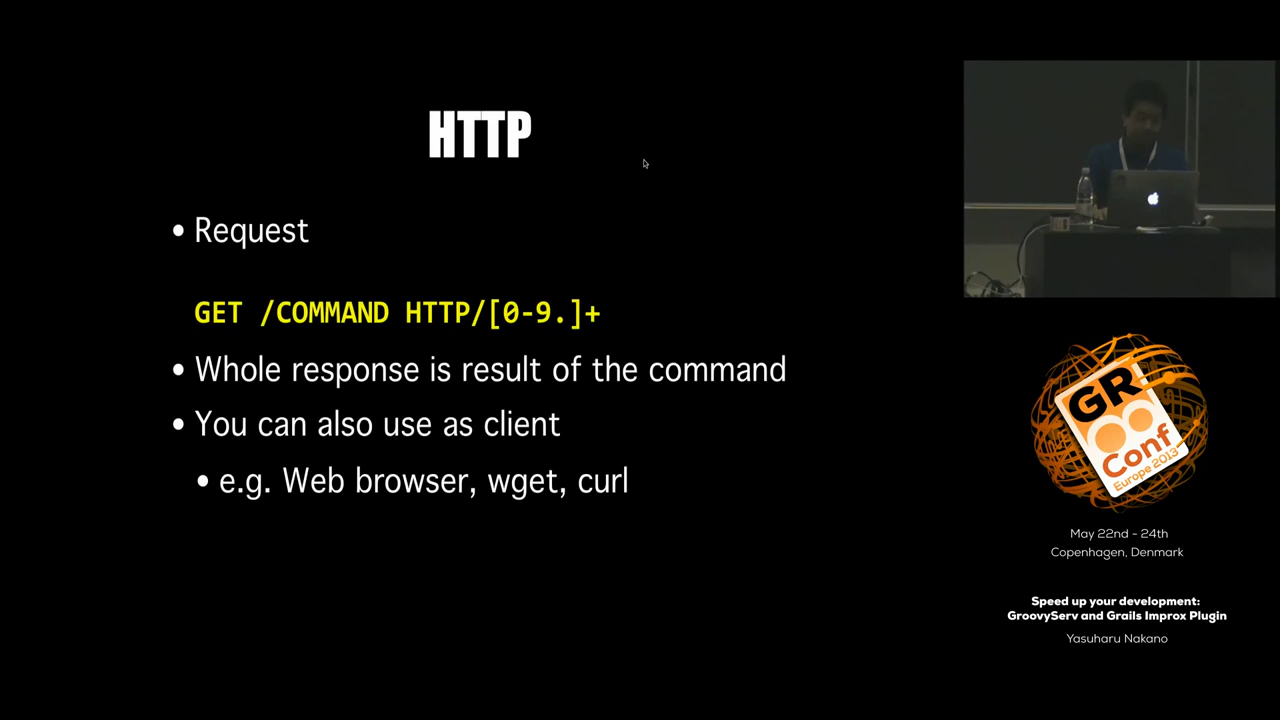 HTTP
• Request
GET /COMMAND HTTP/[0-9.]+
• Whole response is result of the command
• You can also use as client
• e.g. Web browser, wget, curl
GR
8
Conf
Europe 2013
May 22nd - 24th
Copenhagen, Denmark
Speed up your development:
GroovyServ and Grails Improx Plugin
Yasuharu Nakano